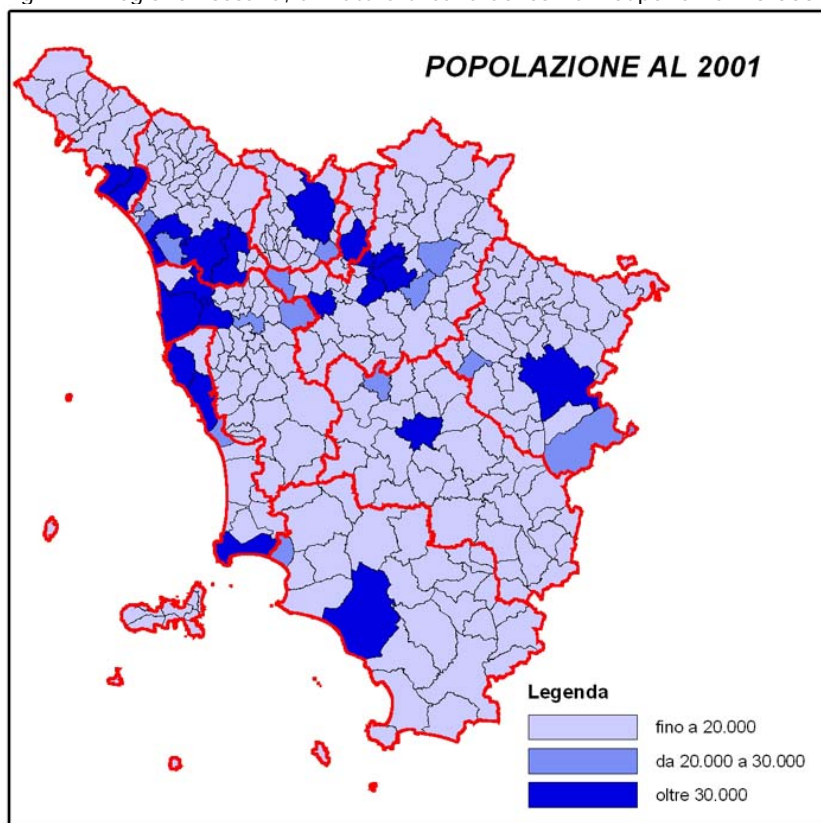 POPOLAZIONE AL 2001
Legenda
fino a 20.000
da 20.000 a 30.000
oltre 30.000